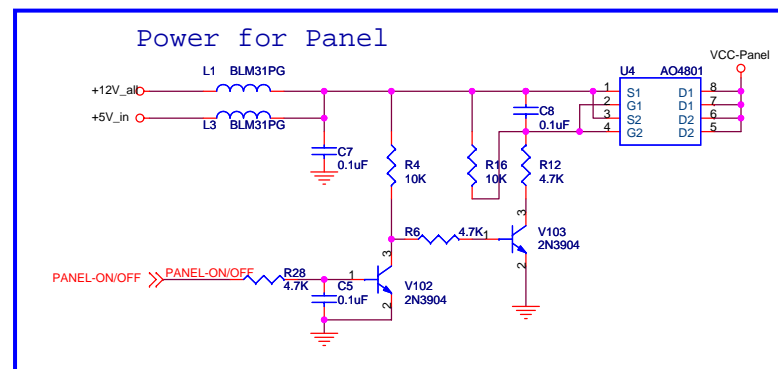 Power for Panel
VCC-Panel
L1 BLM31PG
U4 AO4801
+12V_all
1 S1 D1 8
2 G1 D1 7
3 S2 D2 6
4 G2 D2 5
+5V_in
L3 BLM31PG
C8
0.1uF
C7
0.1uF
R4
10K
R16
10K
R12
4.7K
3
R6 4.7K 1
V103
2N3904
2
3
PANEL-ON/OFF PANEL-ON/OFF
R28
4.7K
C5
0.1uF
1
V102
2N3904
2